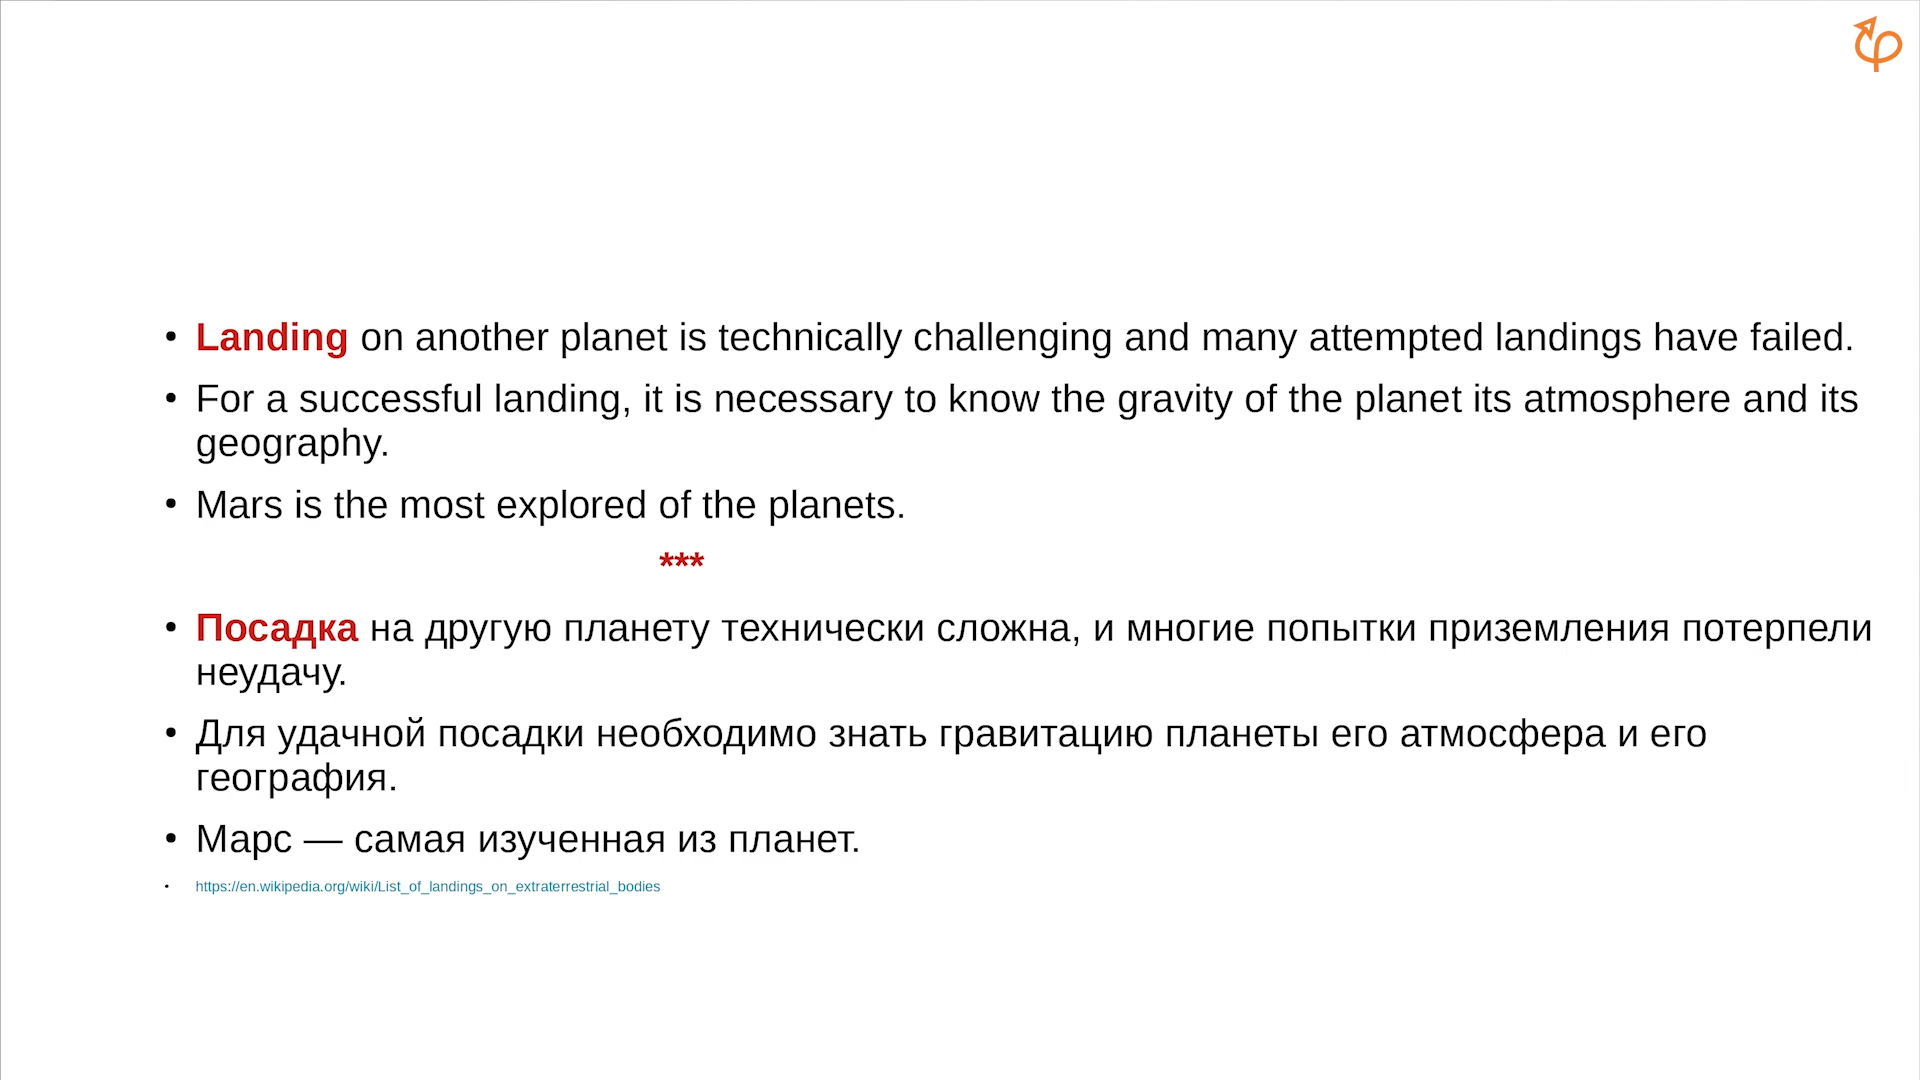 • Landing on another planet is technically challenging and many attempted landings have failed.
• For a successful landing, it is necessary to know the gravity of the planet its atmosphere and its
geography.
• Mars is the most explored of the planets.
***
• Посадка на другую планету технически сложна, и многие попытки приземления потерпели
неудачу.
• Для удачной посадки необходимо знать гравитацию планеты его атмосфера и его
география.
• Марс — самая изученная из планет.
• https://en.wikipedia.org/wiki/List_of_landings_on_extraterrestrial_bodies